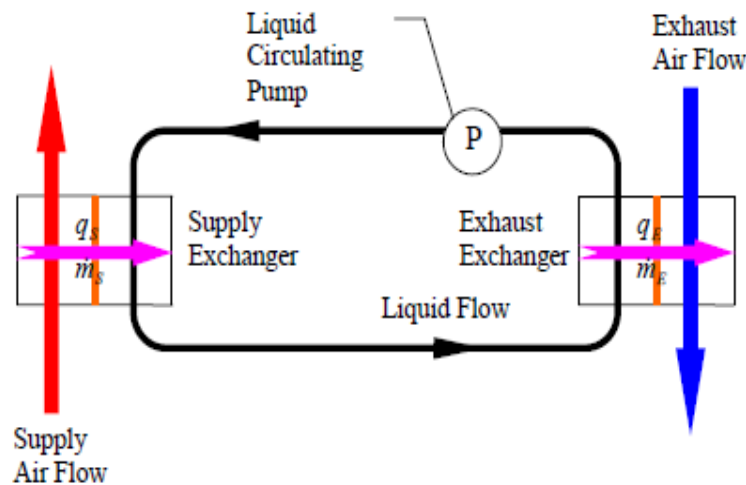 Liquid
Circulating
Pump
Exhaust
Air Flow
P
q_S
ṁ_S
Supply
Exchanger
Exhaust
Exchanger
q_E
ṁ_E
Liquid Flow
Supply
Air Flow